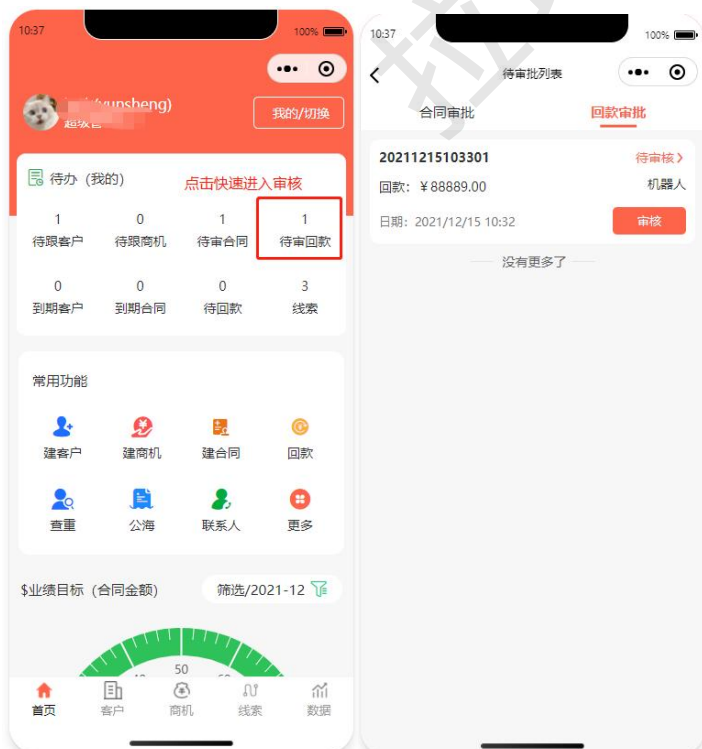 10:37
100%
yunsheng)
超级管
我的/切换
待办（我的）
点击快速进入审核
1 0 1 1
待跟客户 待跟商机 待审合同 待审回款
0 0 0 3
到期客户 到期合同 待回款 线索
常用功能
建客户 建商机 建合同 回款
查重 公海 联系人 更多
$业绩目标（合同金额）
筛选/2021-12
50
首页 客户 商机 线索 数据
10:37
100%
待审批列表
合同审批 回款审批
20211215103301 待审核
回款：￥88889.00 机器人
日期：2021/12/15 10:32 审核
没有更多了